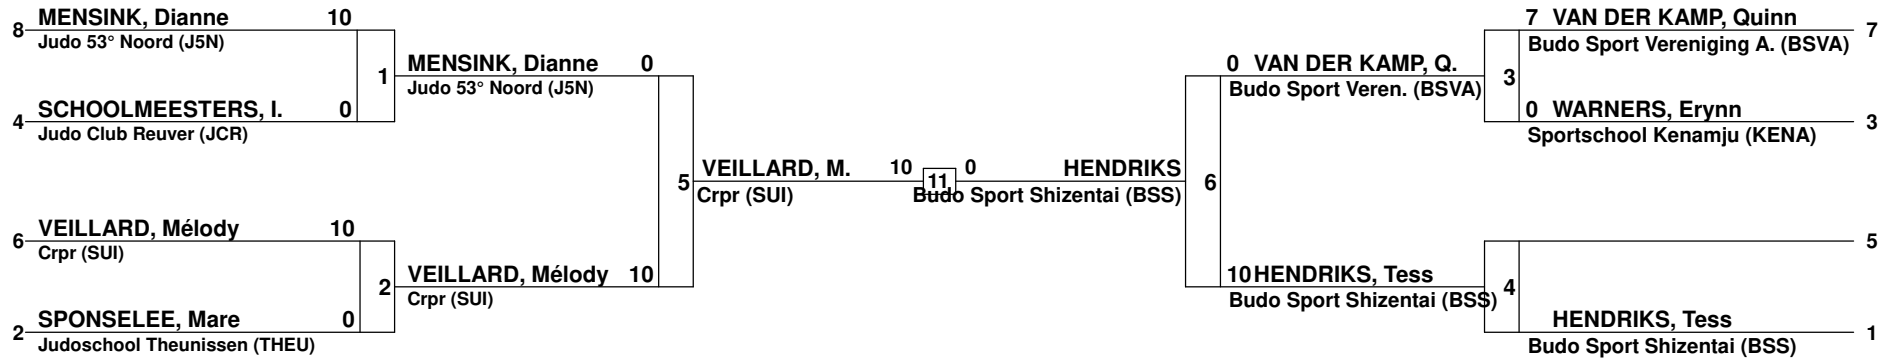 8 MENSINK, Dianne 10
Judo 53° Noord (J5N)
1
4 SCHOOLMEESTERS, I. 0
Judo Club Reuver (JCR)
MENSINK, Dianne 0
Judo 53° Noord (J5N)
6 VEILLARD, Mélody 10
Crpr (SUI)
2
2 SPONSELEE, Mare 0
Judoschool Theunissen (THEU)
VEILLARD, Mélody 10
Crpr (SUI)
5
VEILLARD, M. 10
Crpr (SUI)
11
0 HENDRIKS
Budo Sport Shizentai (BSS)
6
0 VAN DER KAMP, Q.
Budo Sport Veren. (BSVA)
10 HENDRIKS, Tess
Budo Sport Shizentai (BSS)
3
7 VAN DER KAMP, Quinn 7
Budo Sport Vereniging A. (BSVA)
0 WARNERS, Erynn 3
Sportschool Kenamju (KENA)
4
5
HENDRIKS, Tess 1
Budo Sport Shizentai (BSS)